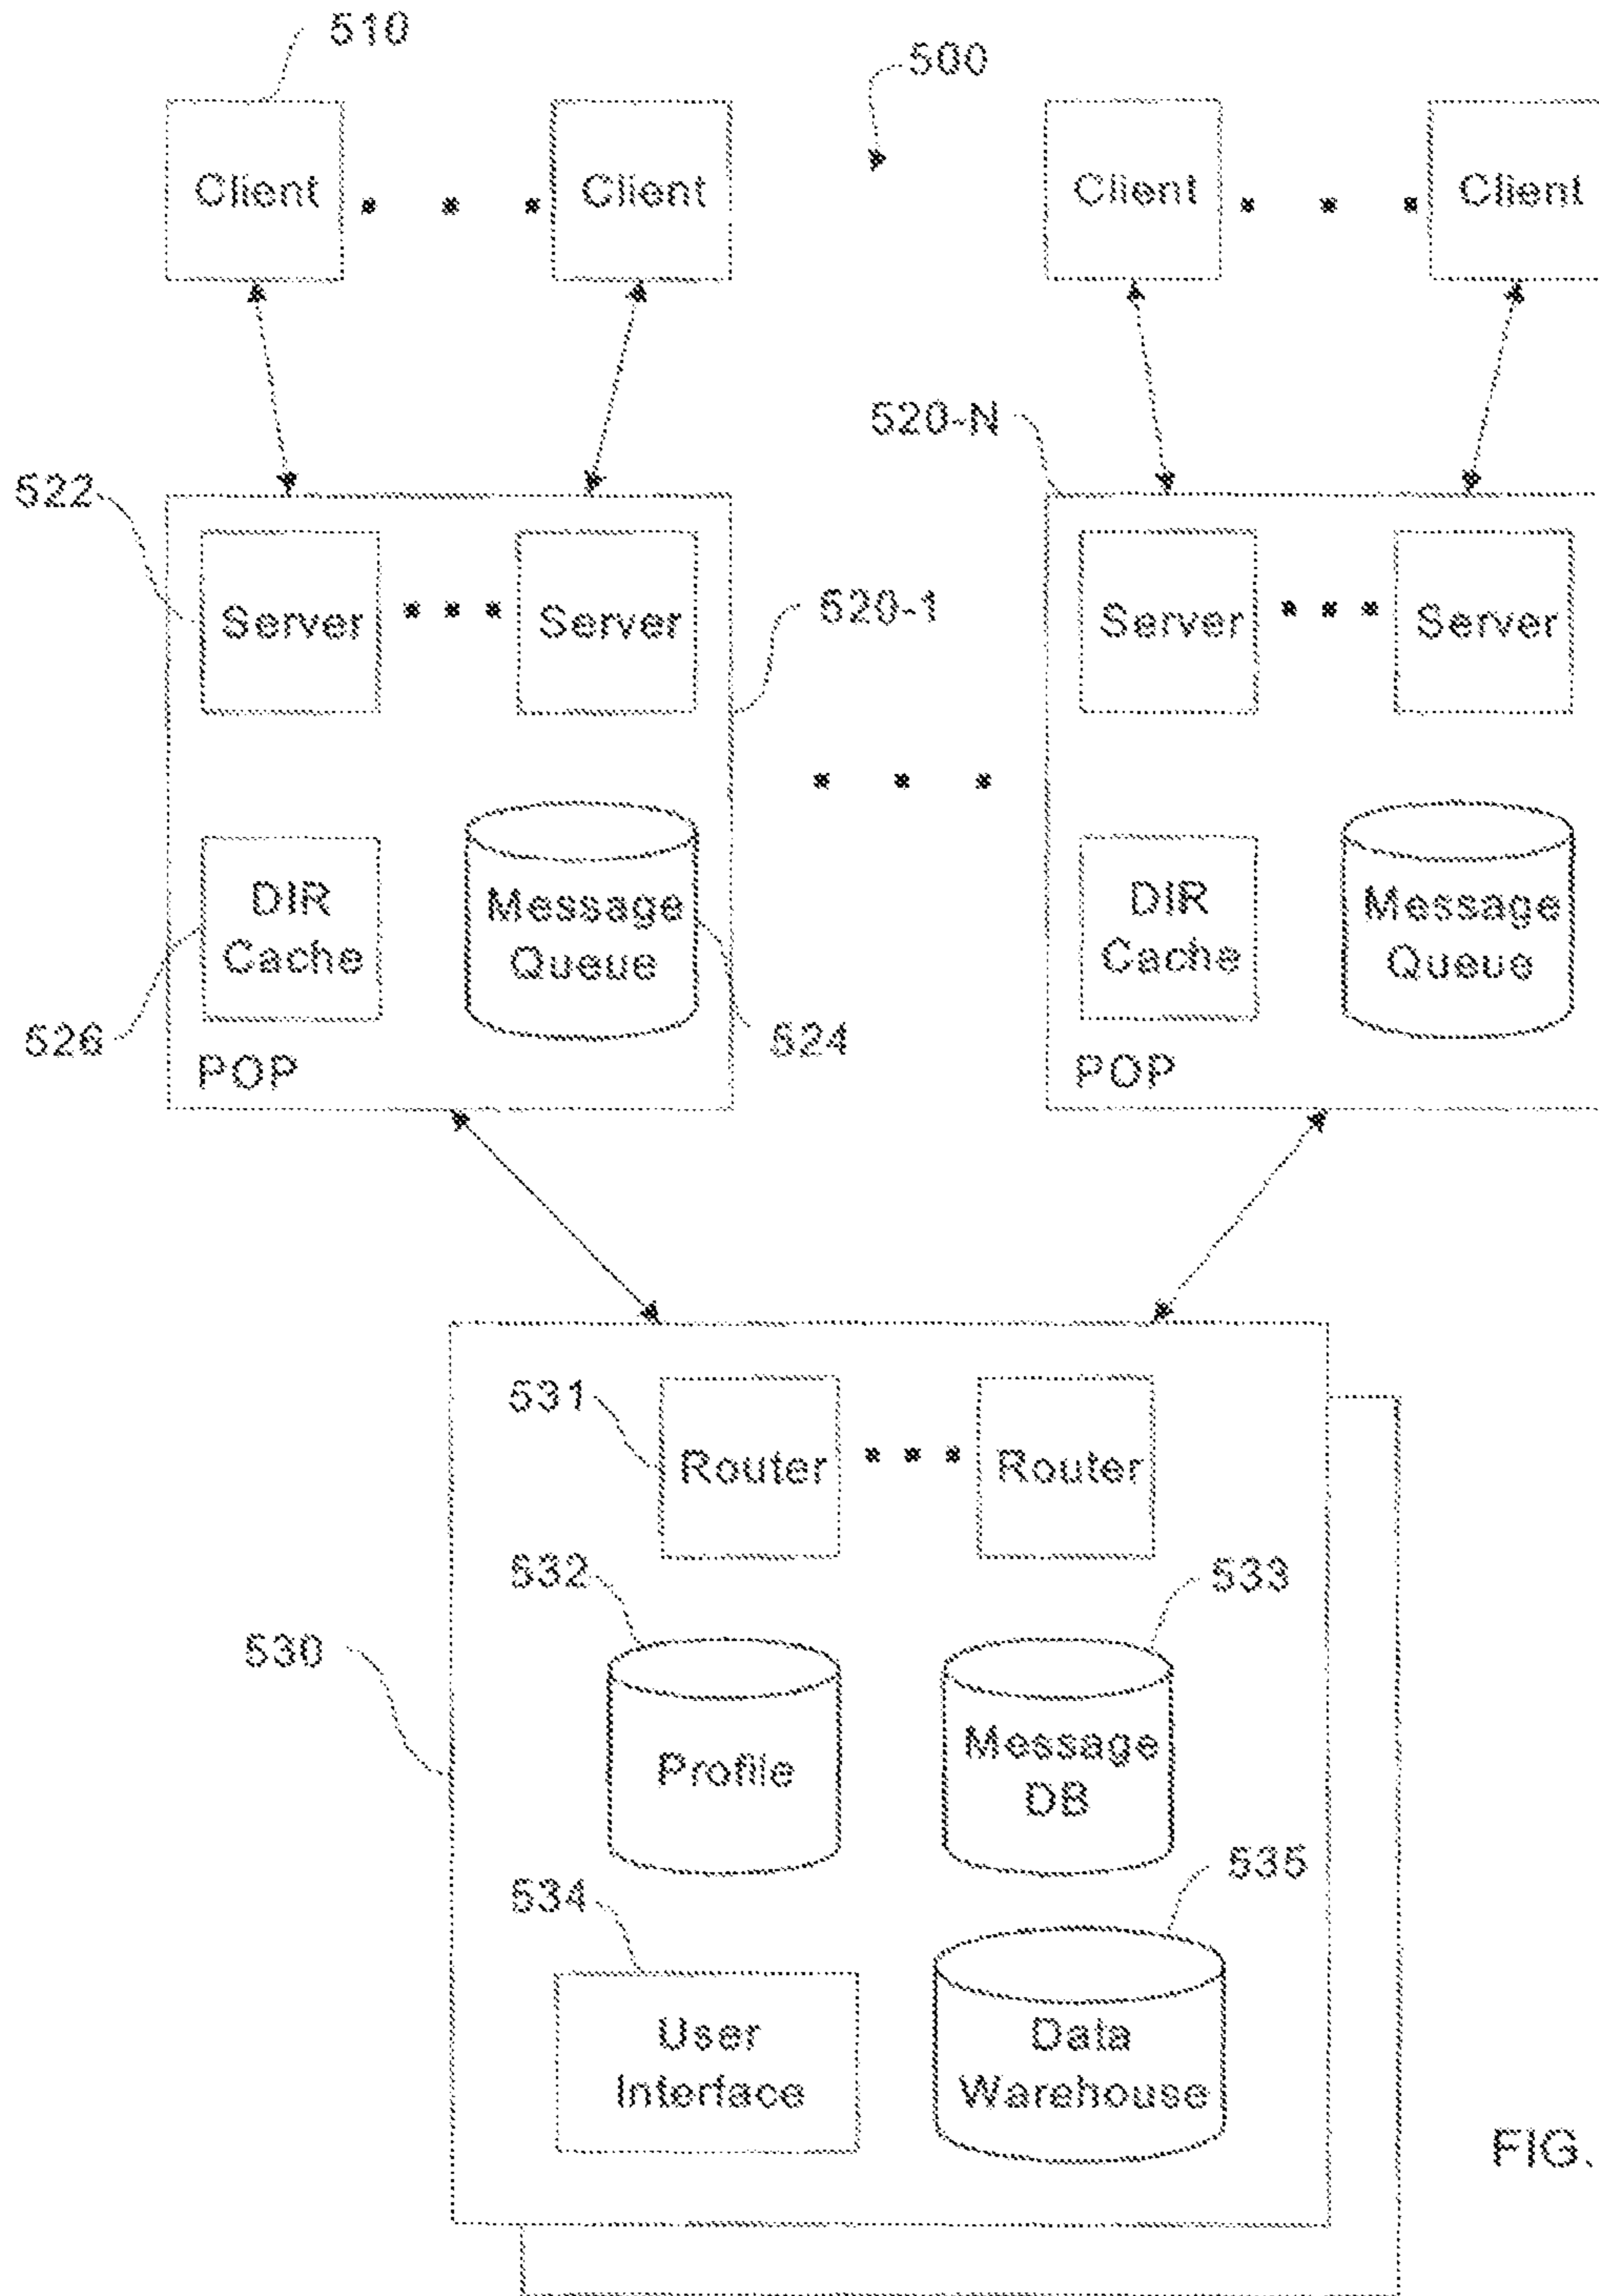 510
500
Client
Client
Client
Client
520-N
522
Server
Server
520-1
Server
Server
DIR
Cache
Message
Queue
DIR
Cache
Message
Queue
526
524
POP
POP
531
Router
Router
532
533
530
Profile
Message
DB
535
534
User
Interface
Data
Warehouse
FIG.